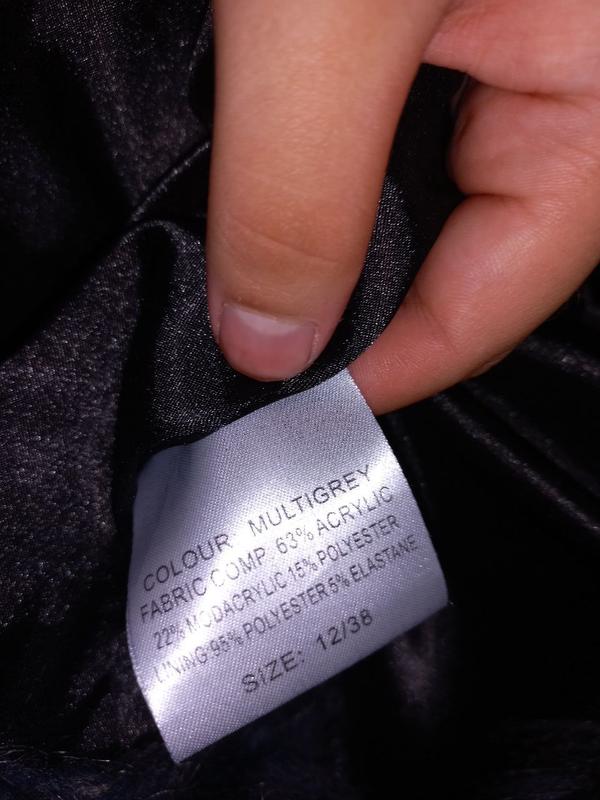 COLOUR: MULTIGREY
FABRIC COMP 63% ACRYLIC
22% MODACRYLIC 15% POLYESTER
LINING:95% POLYESTER 5% ELASTANE
SIZE: 12/38